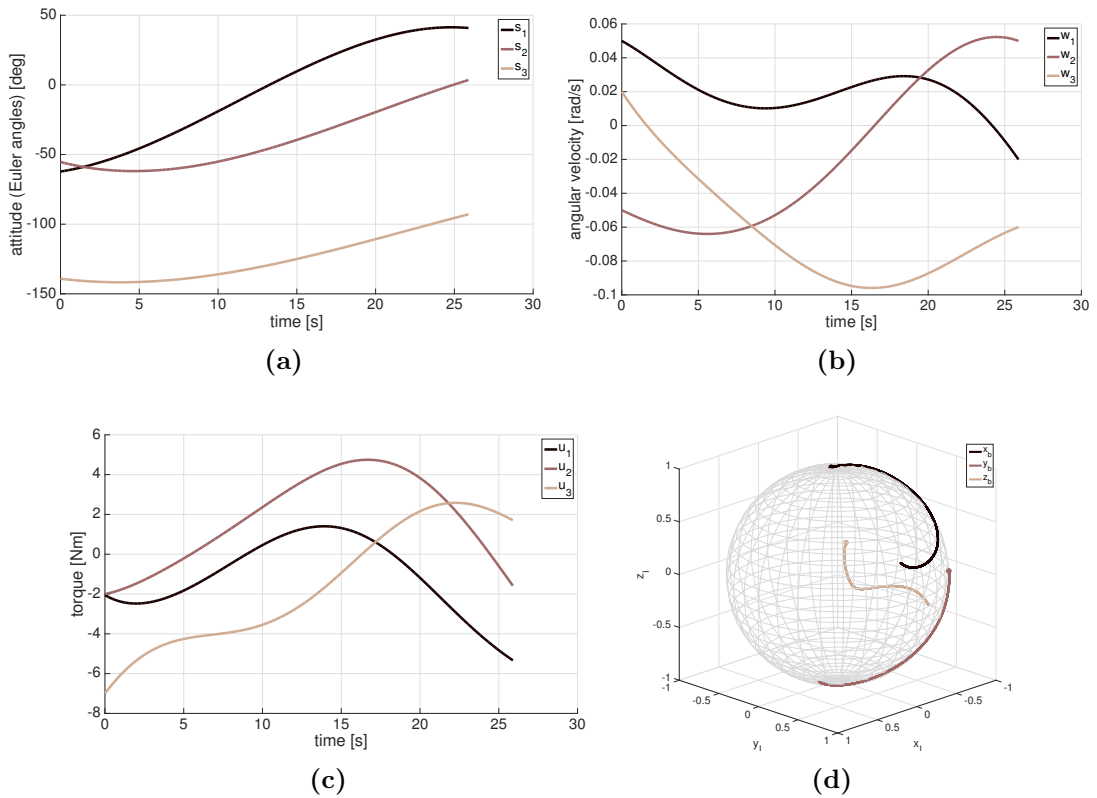 50
0
-50
-100
-150
0 5 10 15 20 25 30
attitude (Euler angles) [deg]
time [s]
s1
s2
s3
(a)
0.06
0.04
0.02
0
-0.02
-0.04
-0.06
-0.08
-0.1
0 5 10 15 20 25 30
angular velocity [rad/s]
time [s]
w1
w2
w3
(b)
6
4
2
0
-2
-4
-6
-8
0 5 10 15 20 25 30
torque [Nm]
time [s]
u1
u2
u3
(c)
1
0.5
0
-0.5
-1
zI
-1 -0.5 0 0.5 1
yI
1 0.5 0 -0.5 -1
xI
xb
yb
zb
(d)